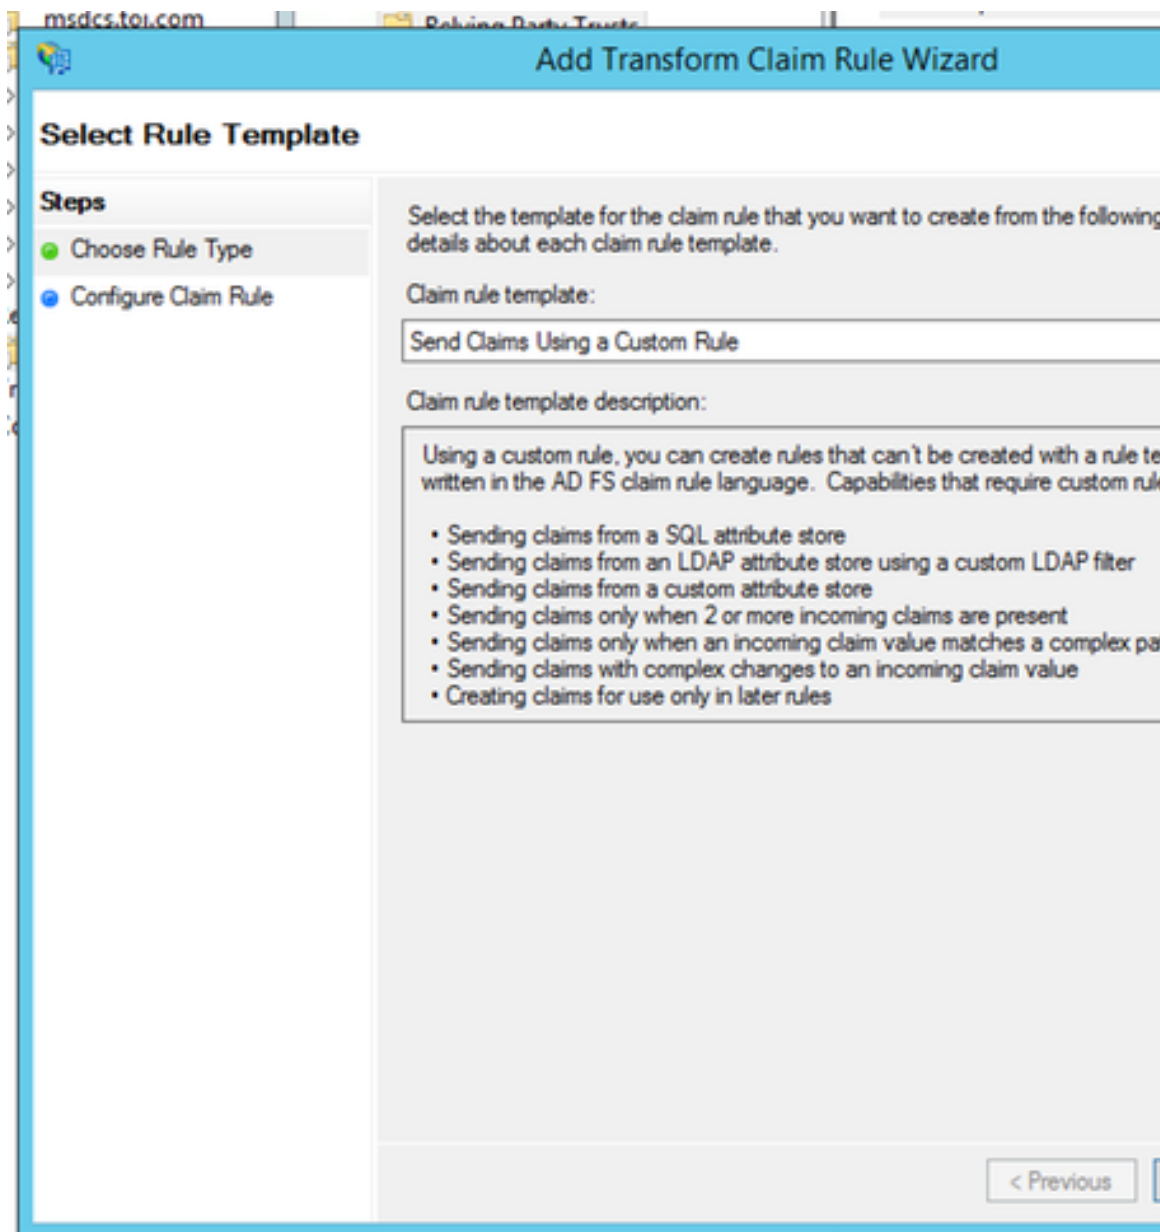 msdcs.toi.com
Relying Party Trusts
Add Transform Claim Rule Wizard
Select Rule Template
Steps
Choose Rule Type
Configure Claim Rule
Select the template for the claim rule that you want to create from the following
details about each claim rule template.
Claim rule template:
Send Claims Using a Custom Rule
Claim rule template description:
Using a custom rule, you can create rules that can't be created with a rule te
written in the AD FS claim rule language. Capabilities that require custom rule
• Sending claims from a SQL attribute store
• Sending claims from an LDAP attribute store using a custom LDAP filter
• Sending claims from a custom attribute store
• Sending claims only when 2 or more incoming claims are present
• Sending claims only when an incoming claim value matches a complex pa
• Sending claims with complex changes to an incoming claim value
• Creating claims for use only in later rules
< Previous